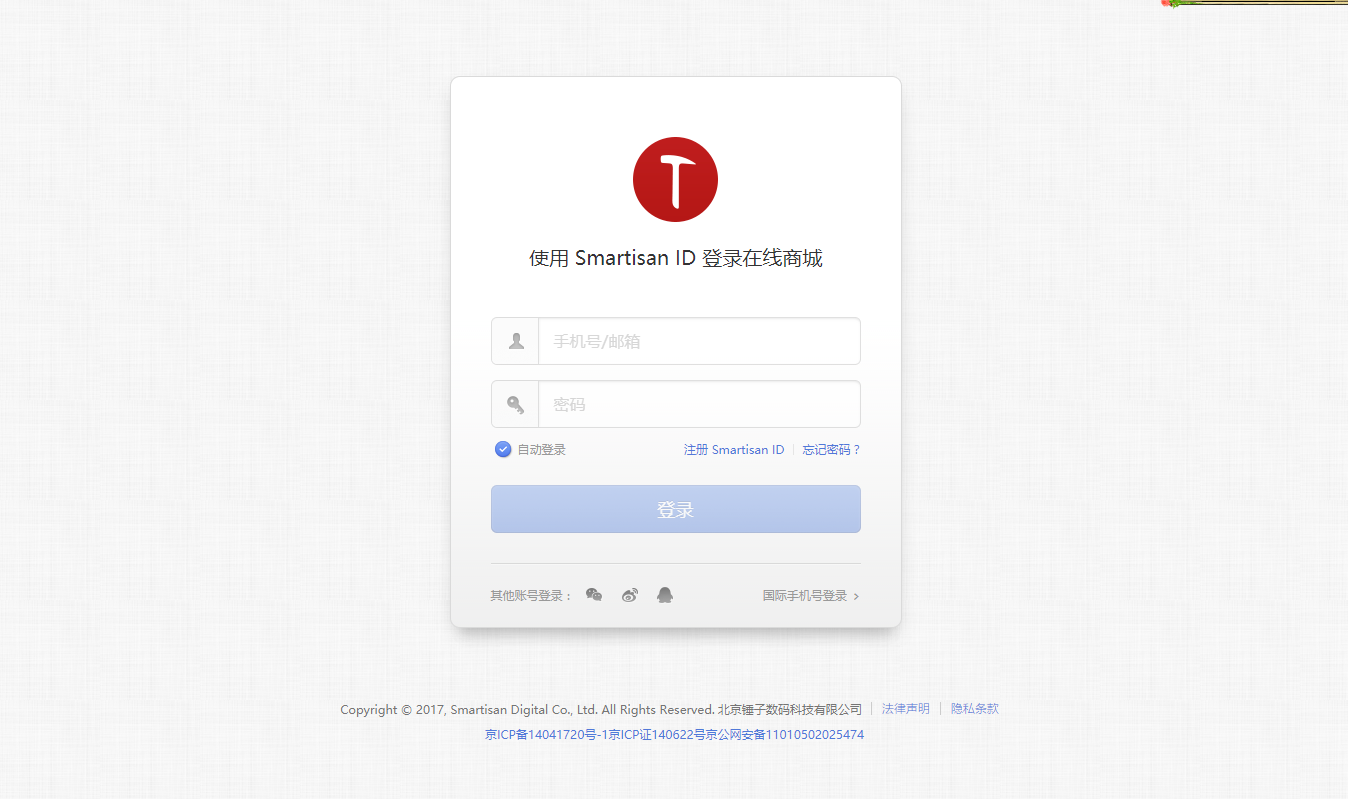 使用 Smartisan ID 登录在线商城
手机号/邮箱
密码
自动登录 注册 Smartisan ID 忘记密码？
登录
其他账号登录： 国际手机号登录
Copyright © 2017, Smartisan Digital Co., Ltd. All Rights Reserved. 北京锤子数码科技有限公司 法律声明 隐私条款
京ICP备14041720号-1京ICP证140622号京公网安备11010502025474